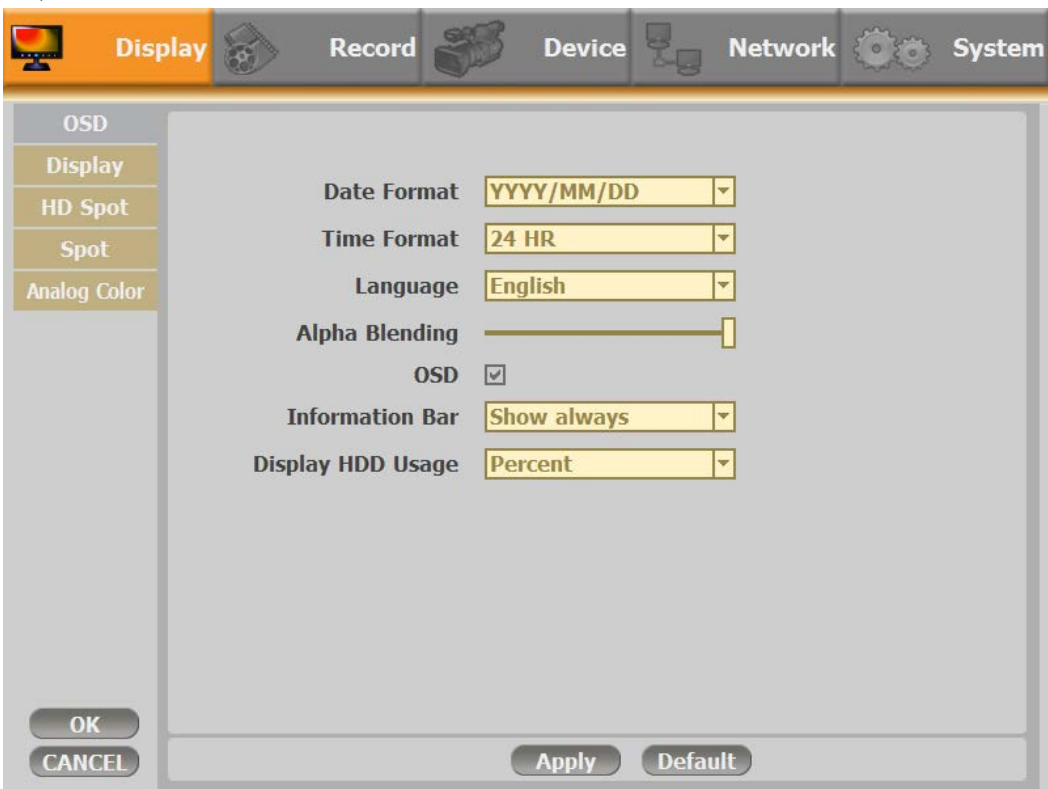 Display Record Device Network System
OSD
Display
HD Spot
Spot
Analog Color
Date Format YYYY/MM/DD
Time Format 24 HR
Language English
Alpha Blending
OSD
Information Bar Show always
Display HDD Usage Percent
OK
CANCEL
Apply Default